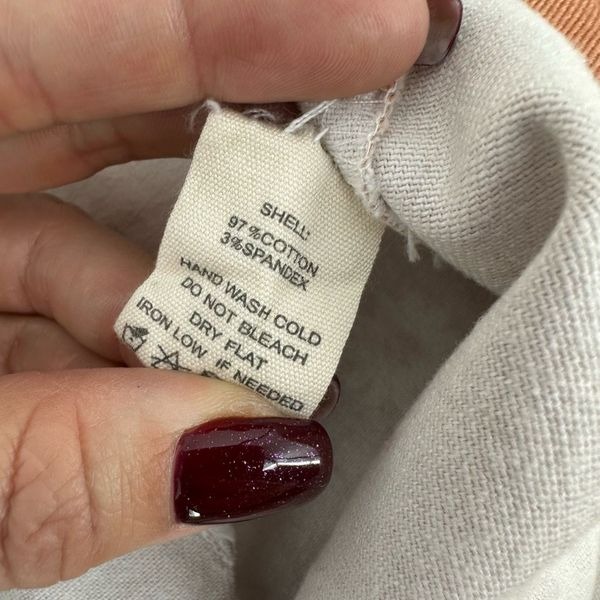 SHELL:
97%COTTON
3%SPANDEX
HAND WASH COLD
DO NOT BLEACH
DRY FLAT
IRON LOW IF NEEDED